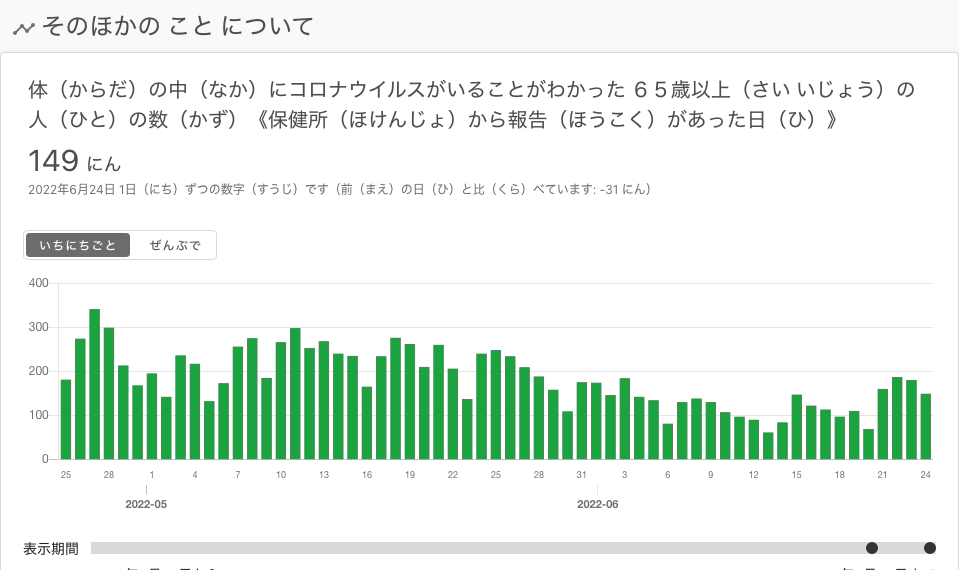 そのほかの こと について
体（からだ）の中（なか）にコロナウイルスがいることがわかった ６５歳以上（さい いじょう）の
人（ひと）の数（かず）《保健所（ほけんじょ）から報告（ほうこく）があった日（ひ）》
149 にん
2022年6月24日 1日（にち）ずつの数字（すうじ）です（前（まえ）の日（ひ）と比（くら）べています: -31 にん）
いちにちごと ぜんぶで
400
300
200
100
0
25 28 1 4 7 10 13 16 19 22 25 28 31 3 6 9 12 15 18 21 24
2022-05 2022-06
表示期間